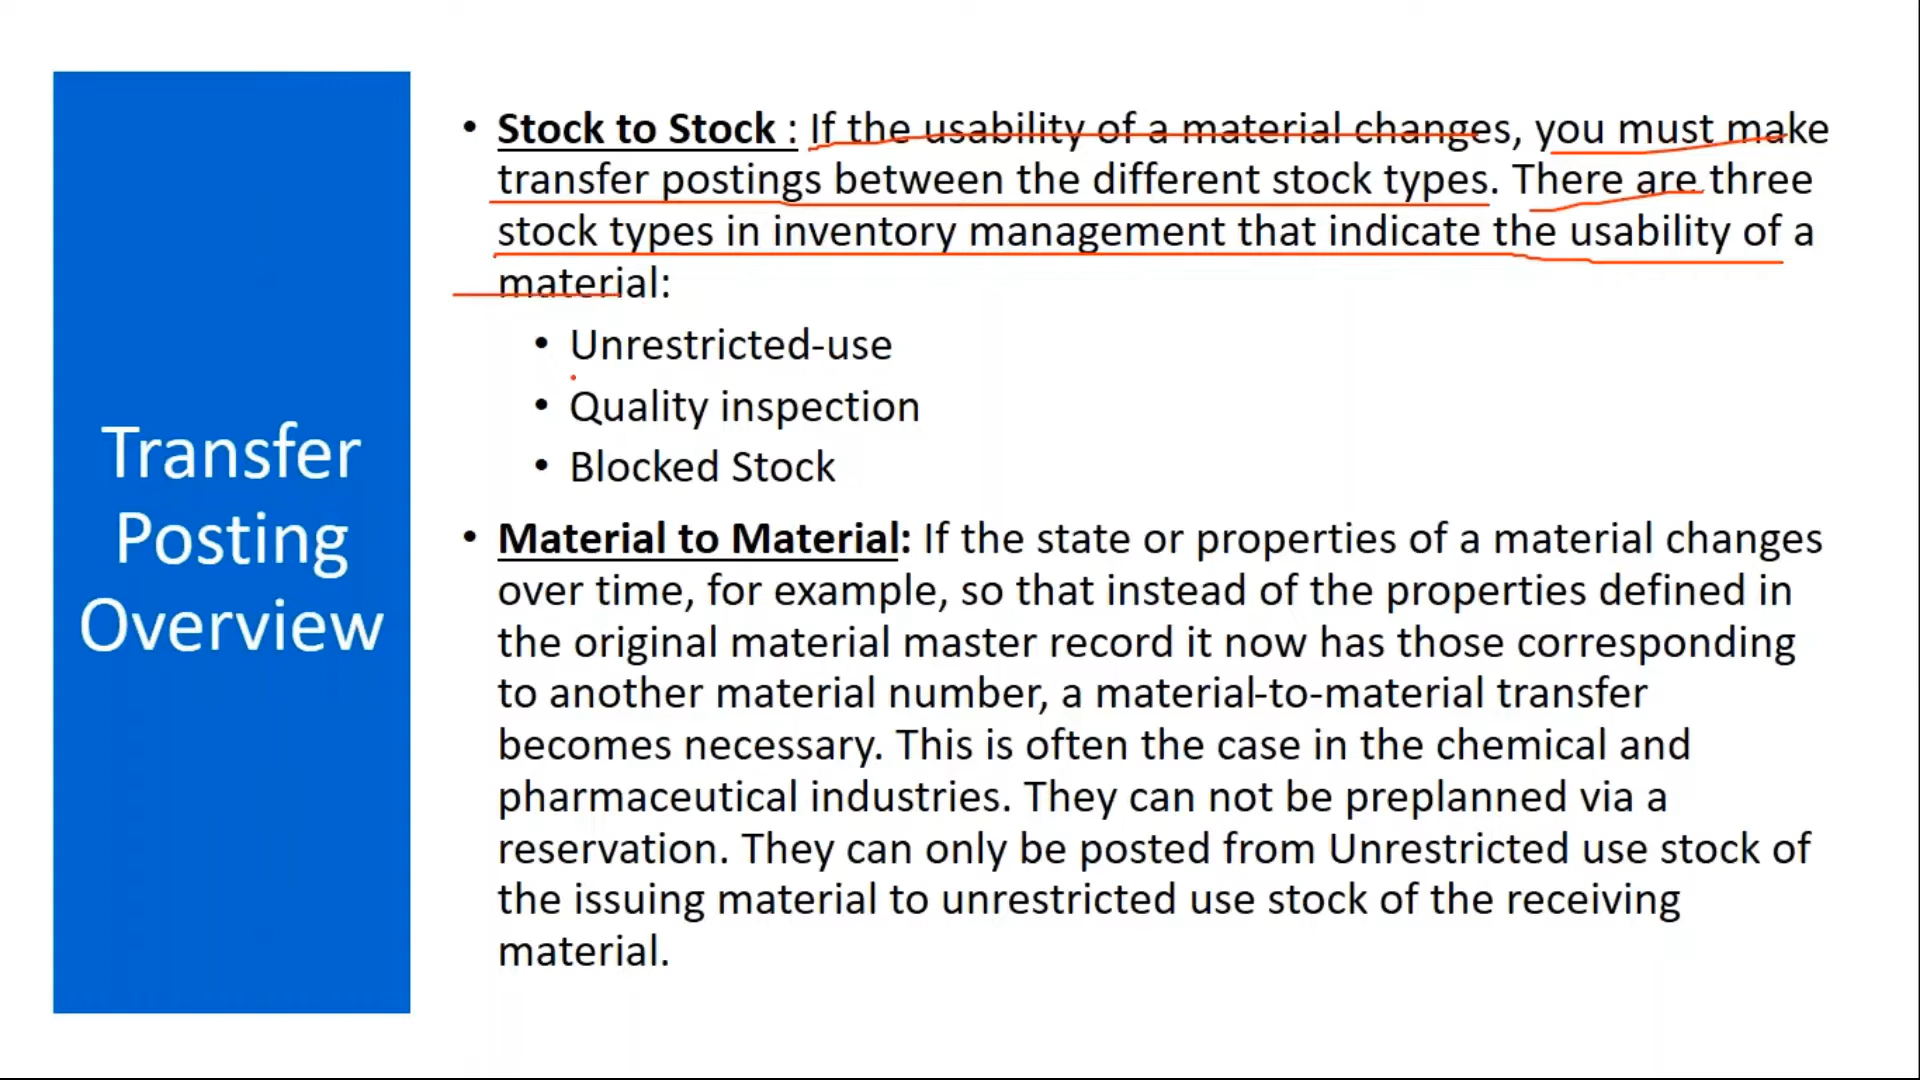 Transfer
Posting
Overview
• Stock to Stock : If the usability of a material changes, you must make
transfer postings between the different stock types. There are three
stock types in inventory management that indicate the usability of a
material:
• Unrestricted-use
• Quality inspection
• Blocked Stock
• Material to Material: If the state or properties of a material changes
over time, for example, so that instead of the properties defined in
the original material master record it now has those corresponding
to another material number, a material-to-material transfer
becomes necessary. This is often the case in the chemical and
pharmaceutical industries. They can not be preplanned via a
reservation. They can only be posted from Unrestricted use stock of
the issuing material to unrestricted use stock of the receiving
material.